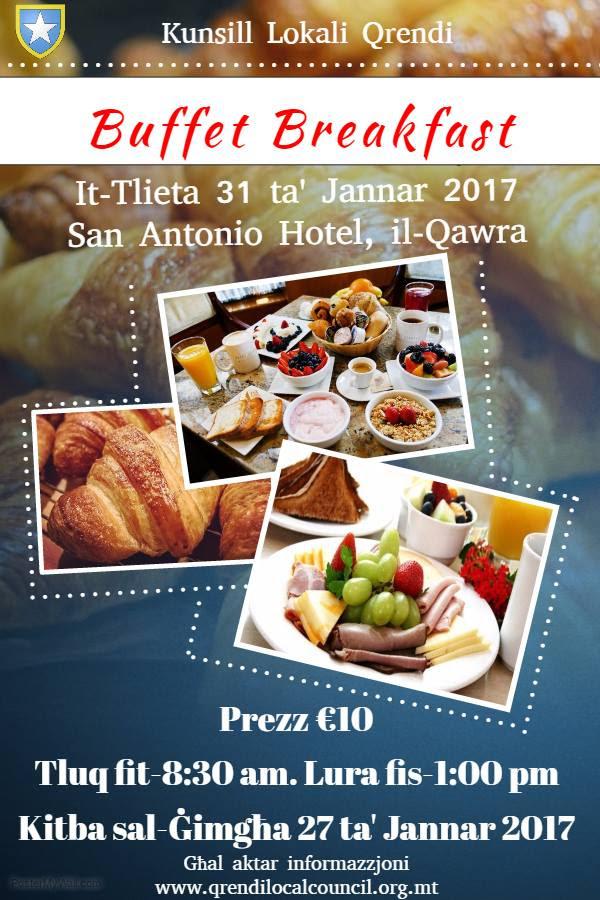 Kunsill Lokali Qrendi
Buffet Breakfast
It-Tlieta 31 ta' Jannar 2017
San Antonio Hotel, il-Qawra
Prezz €10
Tluq fit-8:30 am. Lura fis-1:00 pm
Kitba sal-Ġimgħa 27 ta' Jannar 2017
Għal aktar informazzjoni
www.qrendilocalcouncil.org.mt
PosterMyWall.com